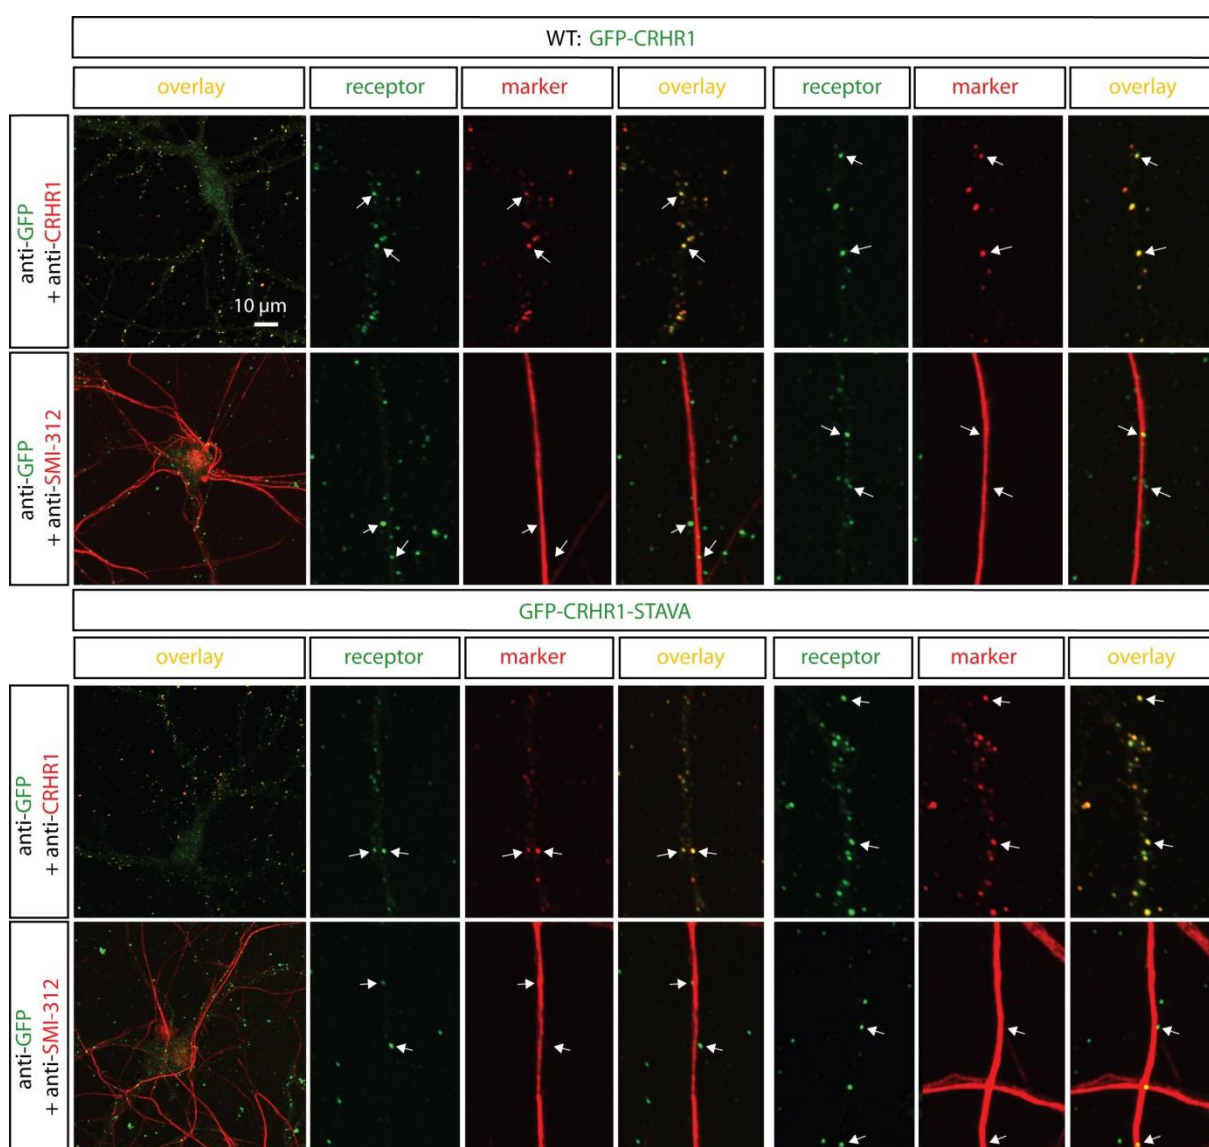 WT: GFP-CRHR1
overlay
receptor
marker
overlay
receptor
marker
overlay
anti-GFP
+ anti-CRHR1
10 µm
anti-GFP
+ anti-SMI-312
GFP-CRHR1-STAVA
overlay
receptor
marker
overlay
receptor
marker
overlay
anti-GFP
+ anti-CRHR1
anti-GFP
+ anti-SMI-312